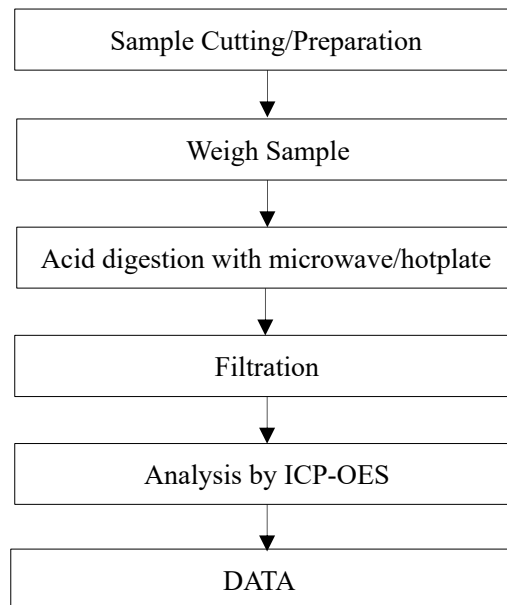 Sample Cutting/Preparation
Weigh Sample
Acid digestion with microwave/hotplate
Filtration
Analysis by ICP-OES
DATA